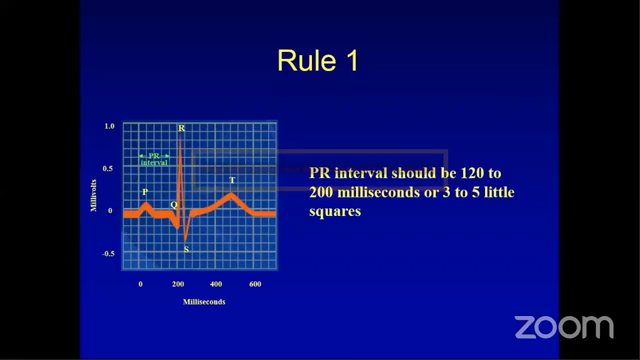 Rule 1
1.0
0.5
0
-0.5
Millivolts
PR
interval
P
Q
R
S
T
0 200 400 600
Milliseconds
PR interval should be 120 to
200 milliseconds or 3 to 5 little
squares
zoom